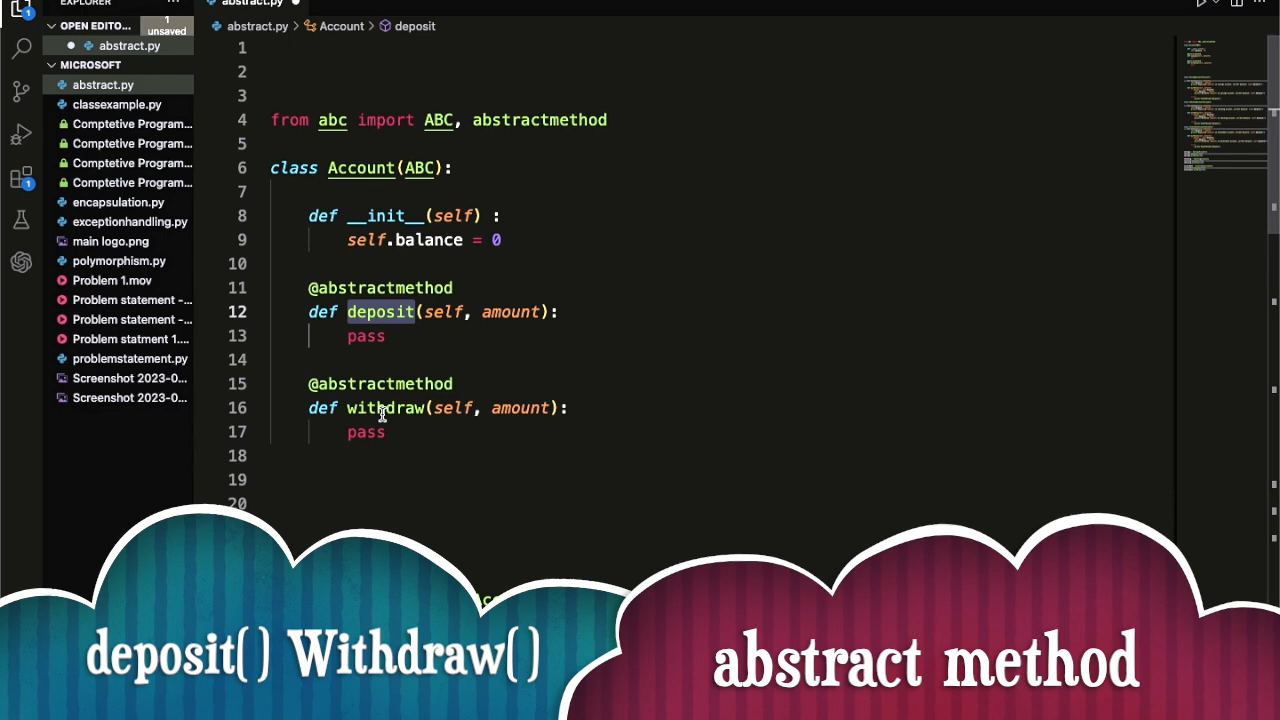 EXPLORER
abstract.py
OPEN EDITO...
1
unsaved
abstract.py
MICROSOFT
abstract.py
classexample.py
Comptetive Program...
Comptetive Program...
Comptetive Program...
Comptetive Program...
encapsulation.py
exceptionhandling.py
main logo.png
polymorphism.py
Problem 1.mov
Problem statement -...
Problem statement -...
Problem statment 1....
problemstatement.py
Screenshot 2023-0...
Screenshot 2023-0...
1
1
abstract.py > Account > deposit
1
2
3
4 from abc import ABC, abstractmethod
5
6 class Account(ABC):
7
8 def __init__(self) :
9 self.balance = 0
10
11 @abstractmethod
12 def deposit(self, amount):
13 pass
14
15 @abstractmethod
16 def withdraw(self, amount):
17 pass
18
19
20
deposit() Withdraw()
abstract method